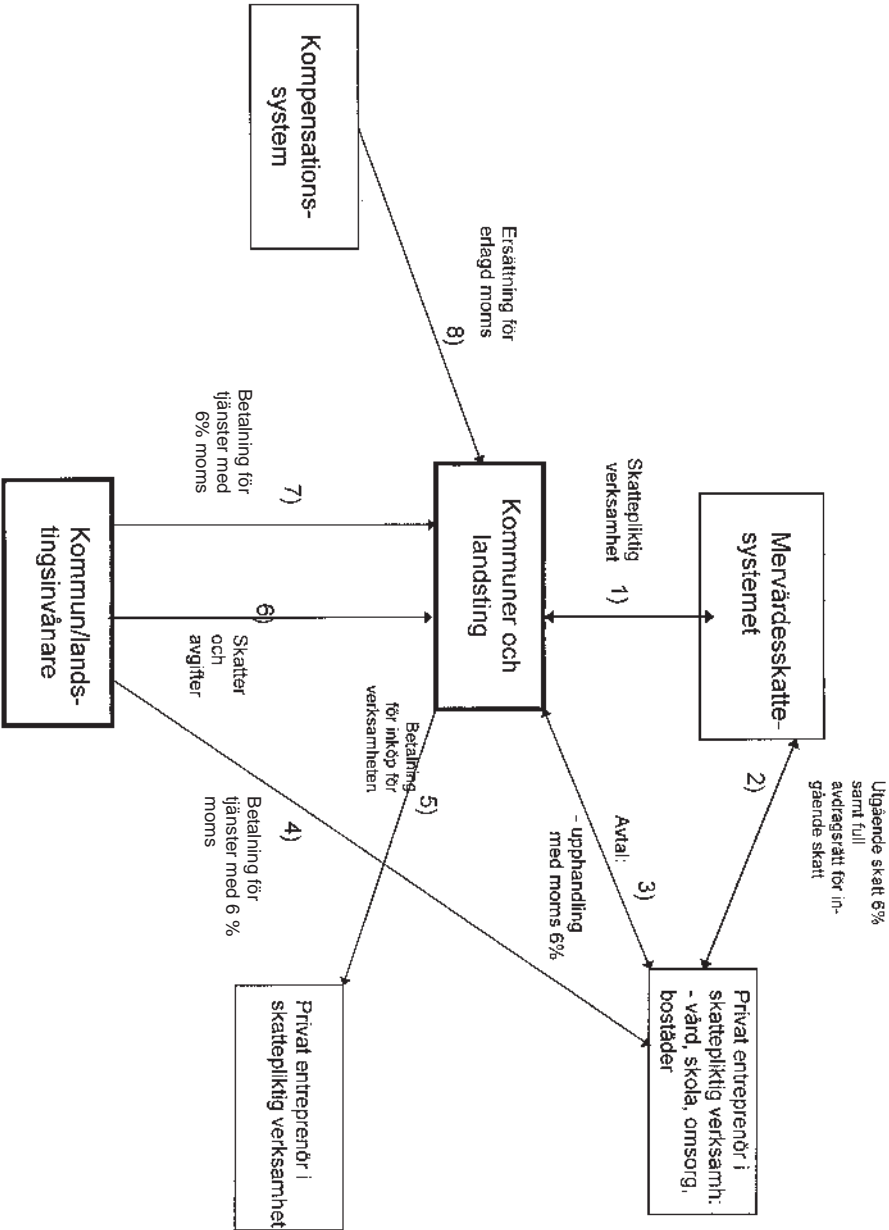 Utgående skatt 6%
samt full
avdragsrätt för in-
gående skatt
Mervärdesskatte-
systemet
2)
Privat entreprenör i
skattepliktig verksamh:
- vård, skola, omsorg,
bostäder
Skattepliktig
verksamhet
1)
Avtal:
3)
- upphandling
med moms 6%
Kompensations-
system
Ersättning för
erlagd moms
8)
Kommuner och
landsting
Betalning
för inköp för
verksamheten
5)
Privat entreprenör i
skattepliktig verksamhet
Betalning för
tjänster med
6% moms
7)
6)
Skatter
och
avgifter
4)
Betalning för
tjänster med 6 %
moms
Kommun/lands-
tingsinvånare